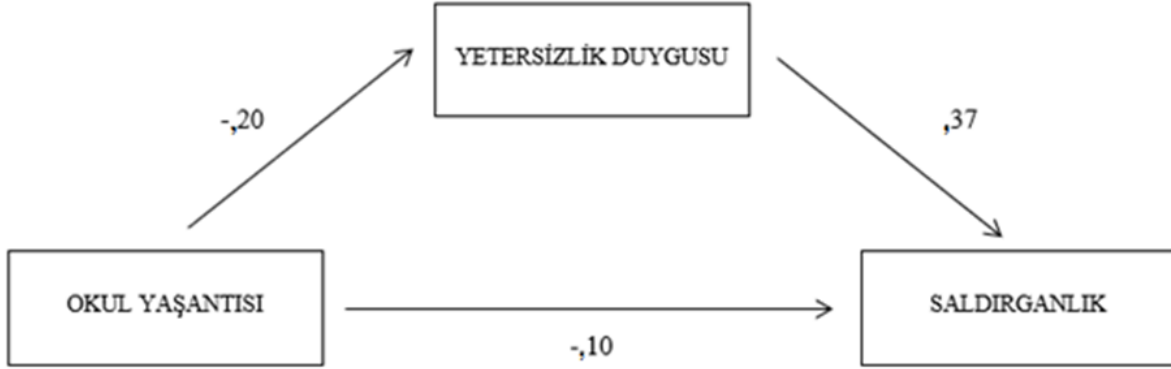 YETERSİZLİK DUYGUSU
-,20
,37
OKUL YAŞANTISI
SALDIRGANLIK
-,10